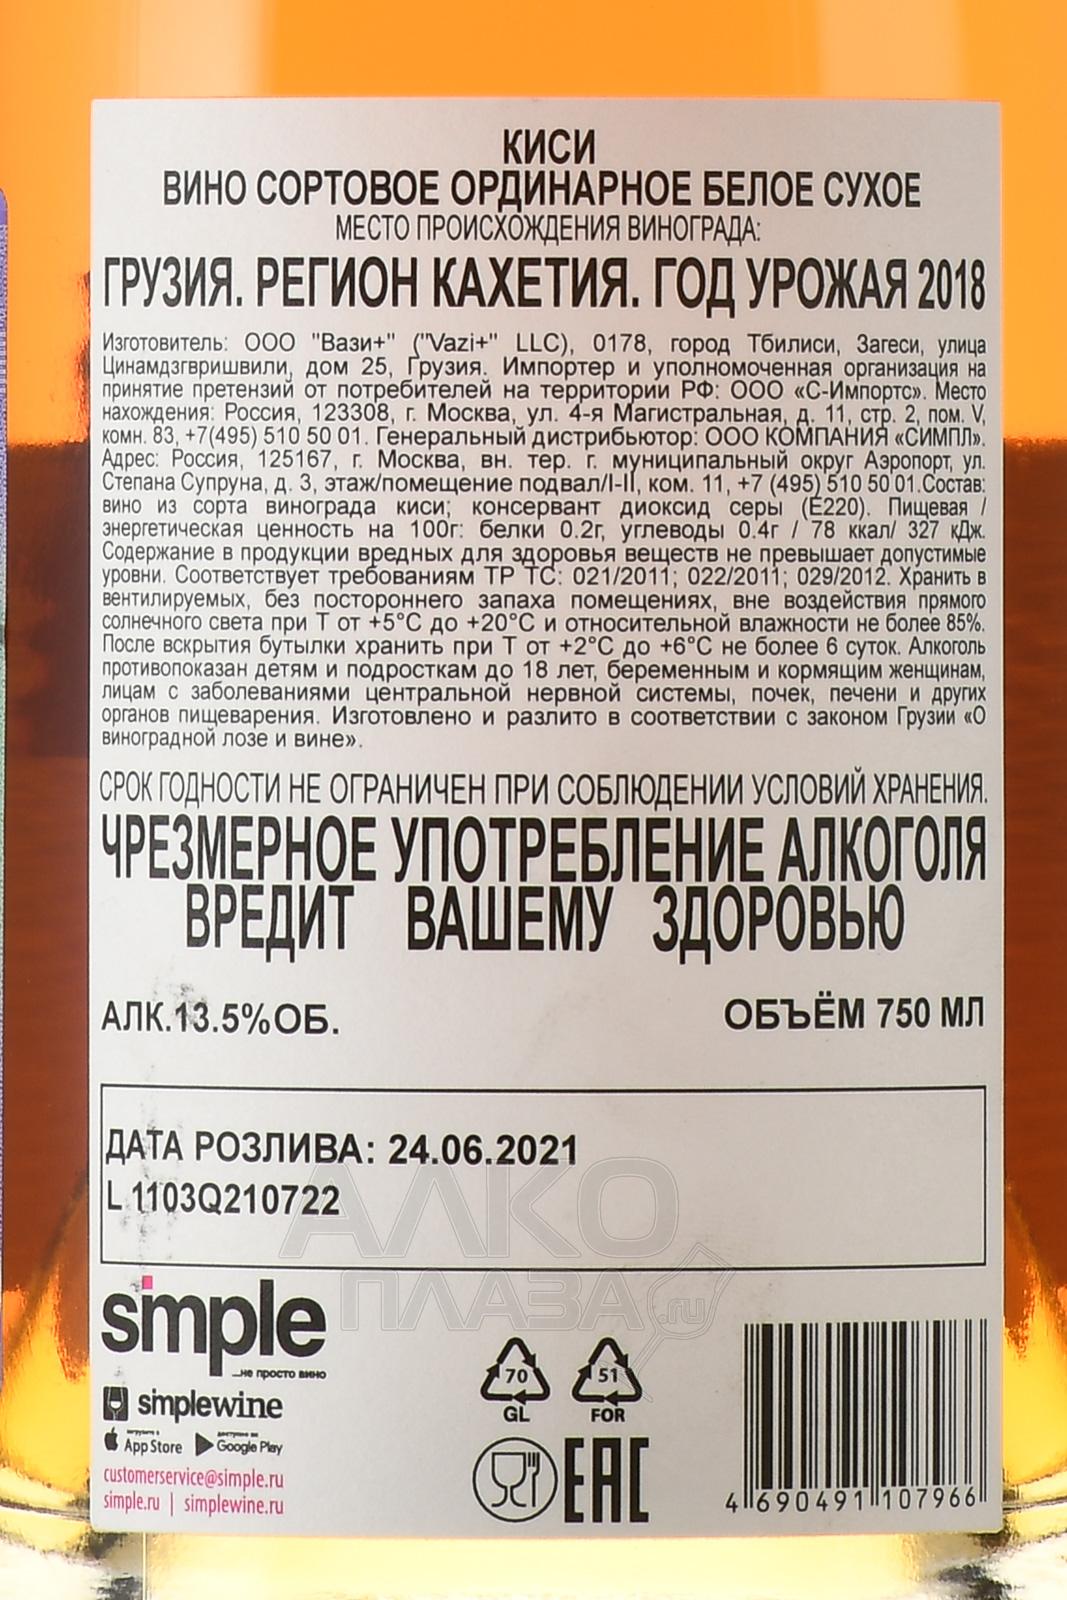 КИСИ
ВИНО СОРТОВОЕ ОРДИНАРНОЕ БЕЛОЕ СУХОЕ
МЕСТО ПРОИСХОЖДЕНИЯ ВИНОГРАДА:
ГРУЗИЯ. РЕГИОН КАХЕТИЯ. ГОД УРОЖАЯ 2018
Изготовитель: ООО "Вази+" ("Vazi+" LLC), 0178, город Тбилиси, Загеси, улица
Цинамдзгвришвили, дом 25, Грузия. Импортер и уполномоченная организация на
принятие претензий от потребителей на территории РФ: ООО «С-Импортс». Место
нахождения: Россия, 123308, г. Москва, ул. 4-я Магистральная, д. 11, стр. 2, пом. V,
комн. 83, +7(495) 510 50 01. Генеральный дистрибьютор: ООО КОМПАНИЯ «СИМПЛ».
Адрес: Россия, 125167, г. Москва, вн. тер. г. муниципальный округ Аэропорт, ул.
Степана Супруна, д. 3, этаж/помещение подвал/I-II, ком. 11, +7 (495) 510 50 01.Состав:
вино из сорта винограда киси; консервант диоксид серы (Е220). Пищевая /
энергетическая ценность на 100г: белки 0.2г, углеводы 0.4г / 78 ккал/ 327 кДж.
Содержание в продукции вредных для здоровья веществ не превышает допустимые
уровни. Соответствует требованиям ТР ТС: 021/2011; 022/2011; 029/2012. Хранить в
вентилируемых, без постороннего запаха помещениях, вне воздействия прямого
солнечного света при Т от +5°С до +20°С и относительной влажности не более 85%.
После вскрытия бутылки хранить при Т от +2°С до +6°С не более 6 суток. Алкоголь
противопоказан детям и подросткам до 18 лет, беременным и кормящим женщинам,
лицам с заболеваниями центральной нервной системы, почек, печени и других
органов пищеварения. Изготовлено и разлито в соответствии с законом Грузии «О
виноградной лозе и вине».
СРОК ГОДНОСТИ НЕ ОГРАНИЧЕН ПРИ СОБЛЮДЕНИИ УСЛОВИЙ ХРАНЕНИЯ.
ЧРЕЗМЕРНОЕ УПОТРЕБЛЕНИЕ АЛКОГОЛЯ
ВРЕДИТ ВАШЕМУ ЗДОРОВЬЮ
АЛК.13.5%ОБ. ОБЪЁМ 750 МЛ
ДАТА РОЗЛИВА: 24.06.2021
L 1103Q210722
АЛКО
ПЛАЗА.ru
simple
...не просто вино
simplewine
загрузите в App Store
доступно на Google Play
customerservice@simple.ru
simple.ru | simplewine.ru
70 51
GL FOR
EAC
4 690491 107966